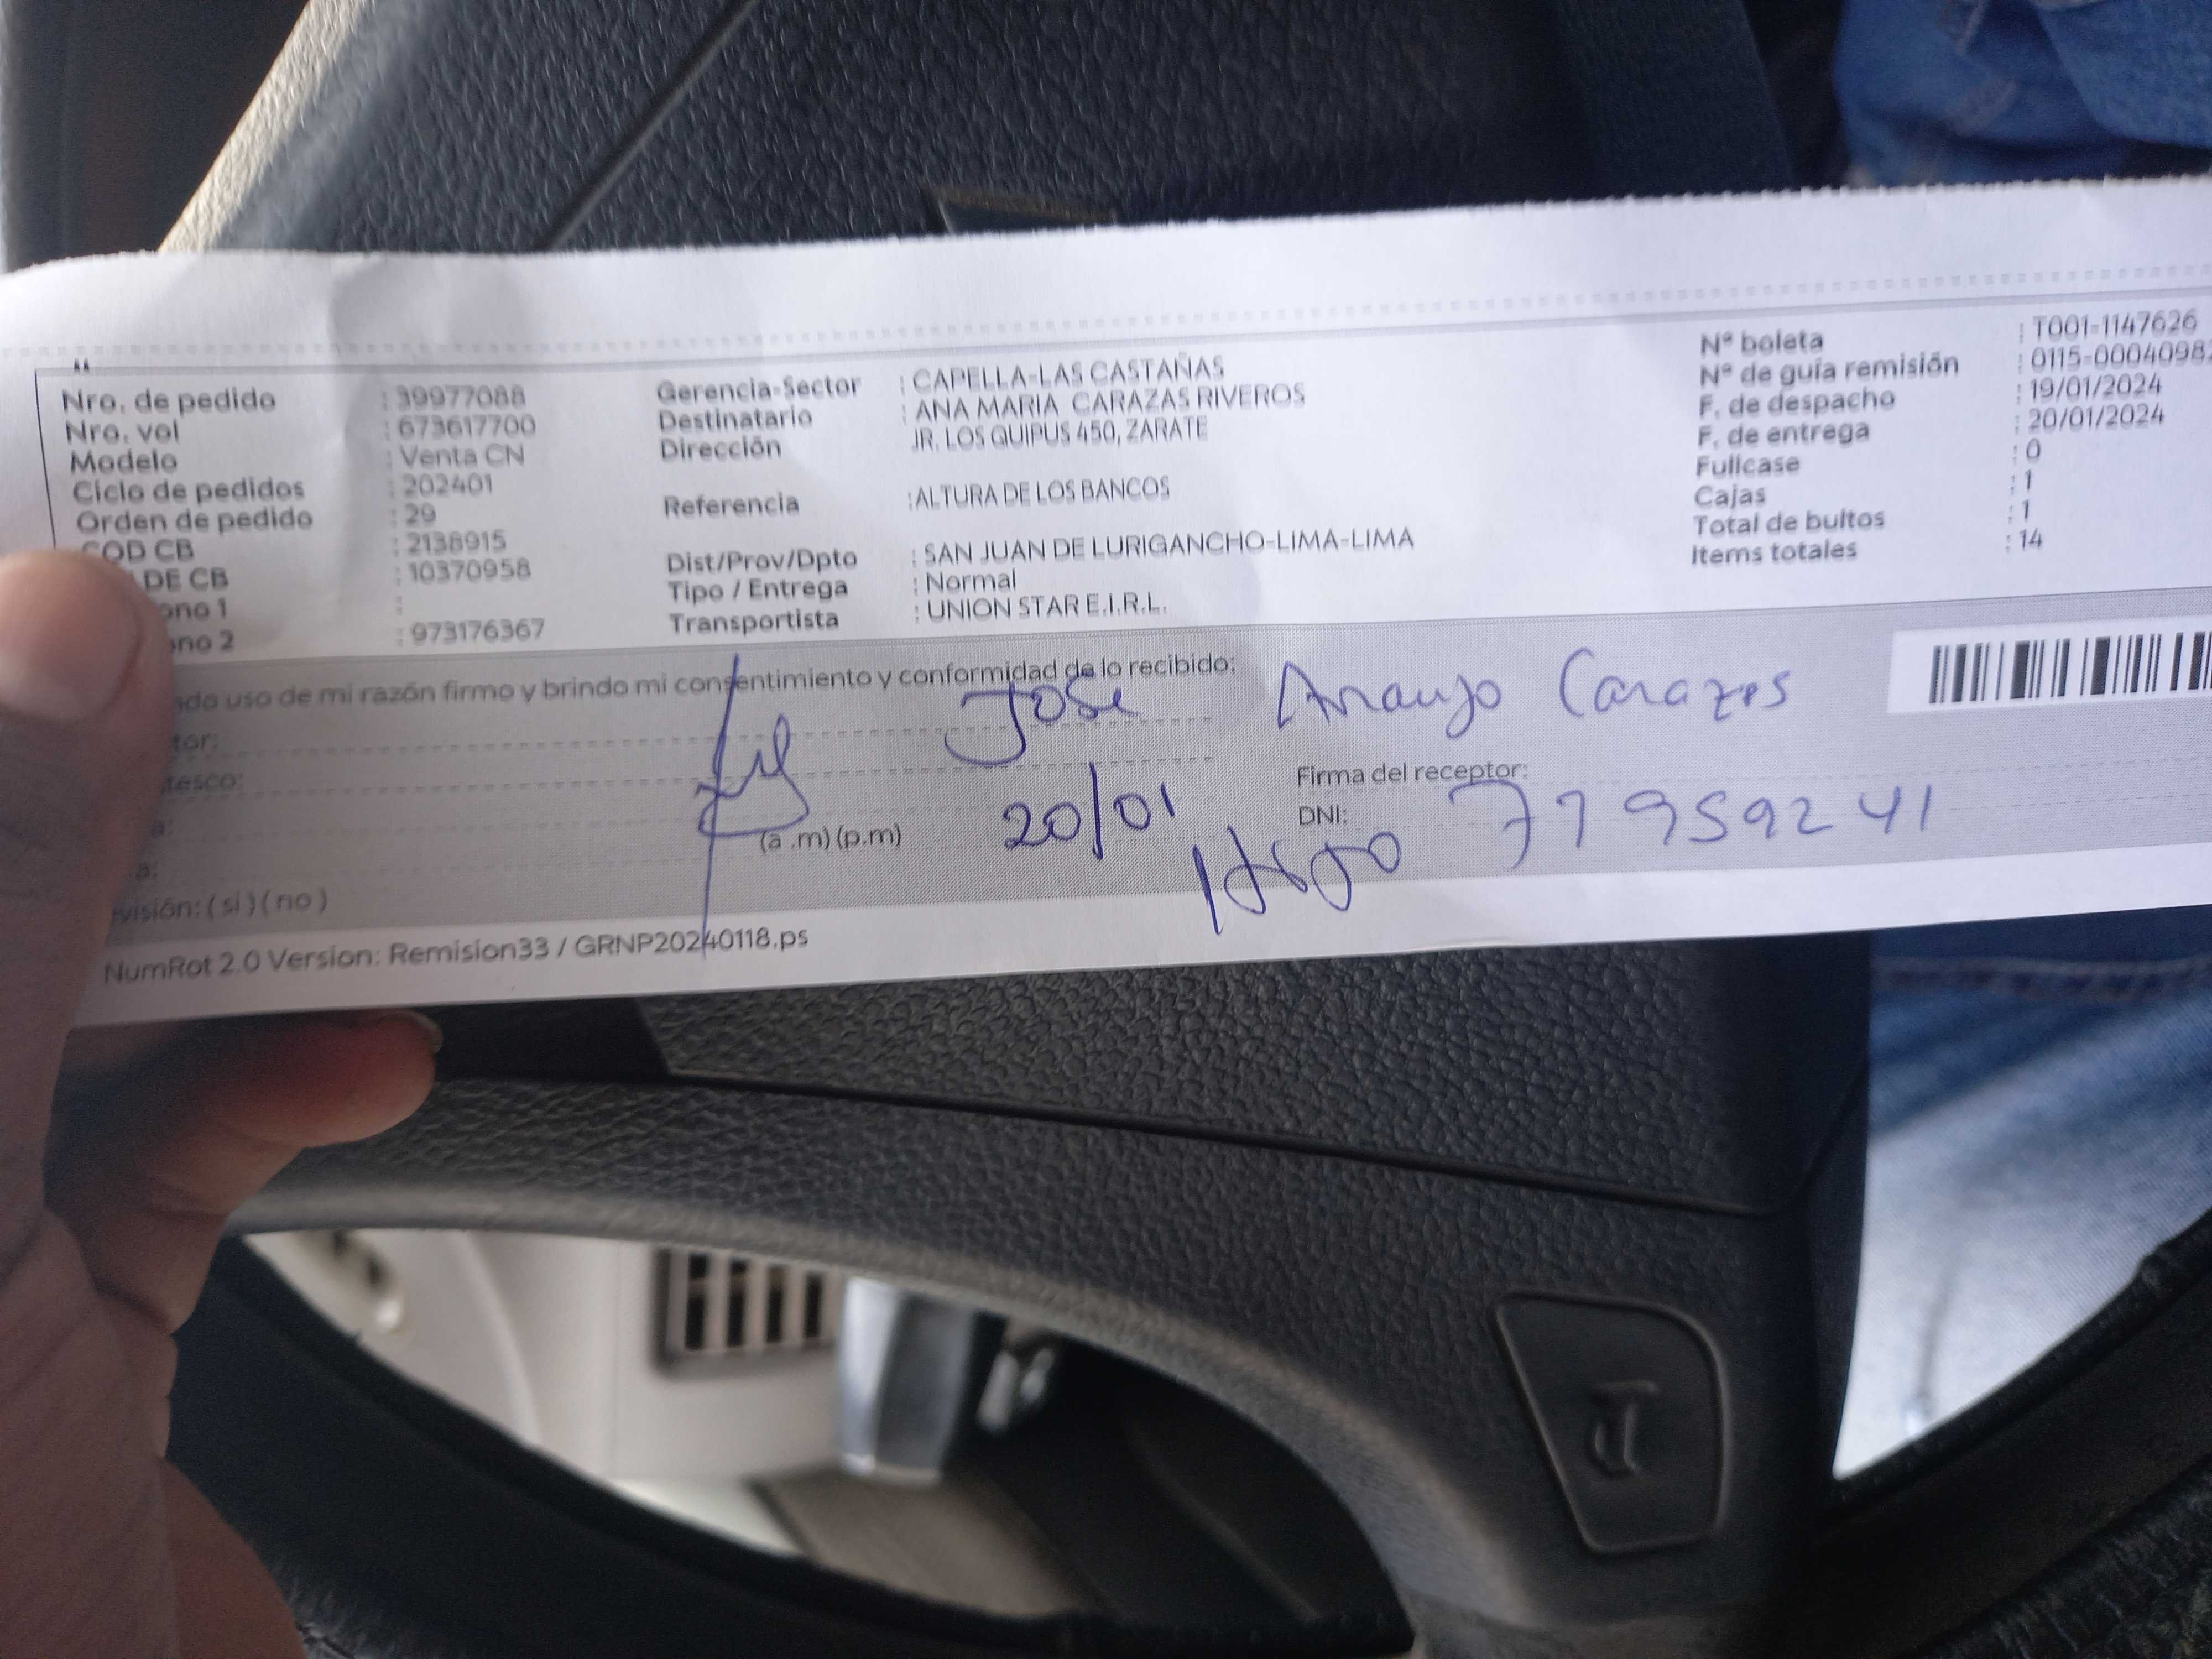 Nro. de pedido : 39977088
Nro. vol : 673617700
Modelo : Venta CN
Ciclo de pedidos : 202401
Orden de pedido : 29
COD CB : 2138915
DE CB : 10370958
ono 1 :
ono 2 : 973176367
Gerencia-Sector : CAPELLA-LAS CASTAÑAS
Destinatario : ANA MARIA CARAZAS RIVEROS
Dirección JR. LOS QUIPUS 450, ZARATE
Referencia : ALTURA DE LOS BANCOS
Dist/Prov/Dpto : SAN JUAN DE LURIGANCHO-LIMA-LIMA
Tipo / Entrega : Normal
Transportista : UNION STAR E.I.R.L.
Nº boleta : T001-1147626
Nº de guía remisión : 0115-0004098
F. de despacho : 19/01/2024
F. de entrega : 20/01/2024
Fullcase : 0
Cajas : 1
Total de bultos : 1
Items totales : 14
ndo uso de mi razón firmo y brindo mi consentimiento y conformidad de lo recibido:
tor: Jose Araujo Carazas
tesco:
Firma del receptor:
a: (a .m) (p.m) 20/01 DNI: 77959241
a:
visión: ( si ) ( no )
NumRot 2.0 Version: Remision33 / GRNP20240118.ps